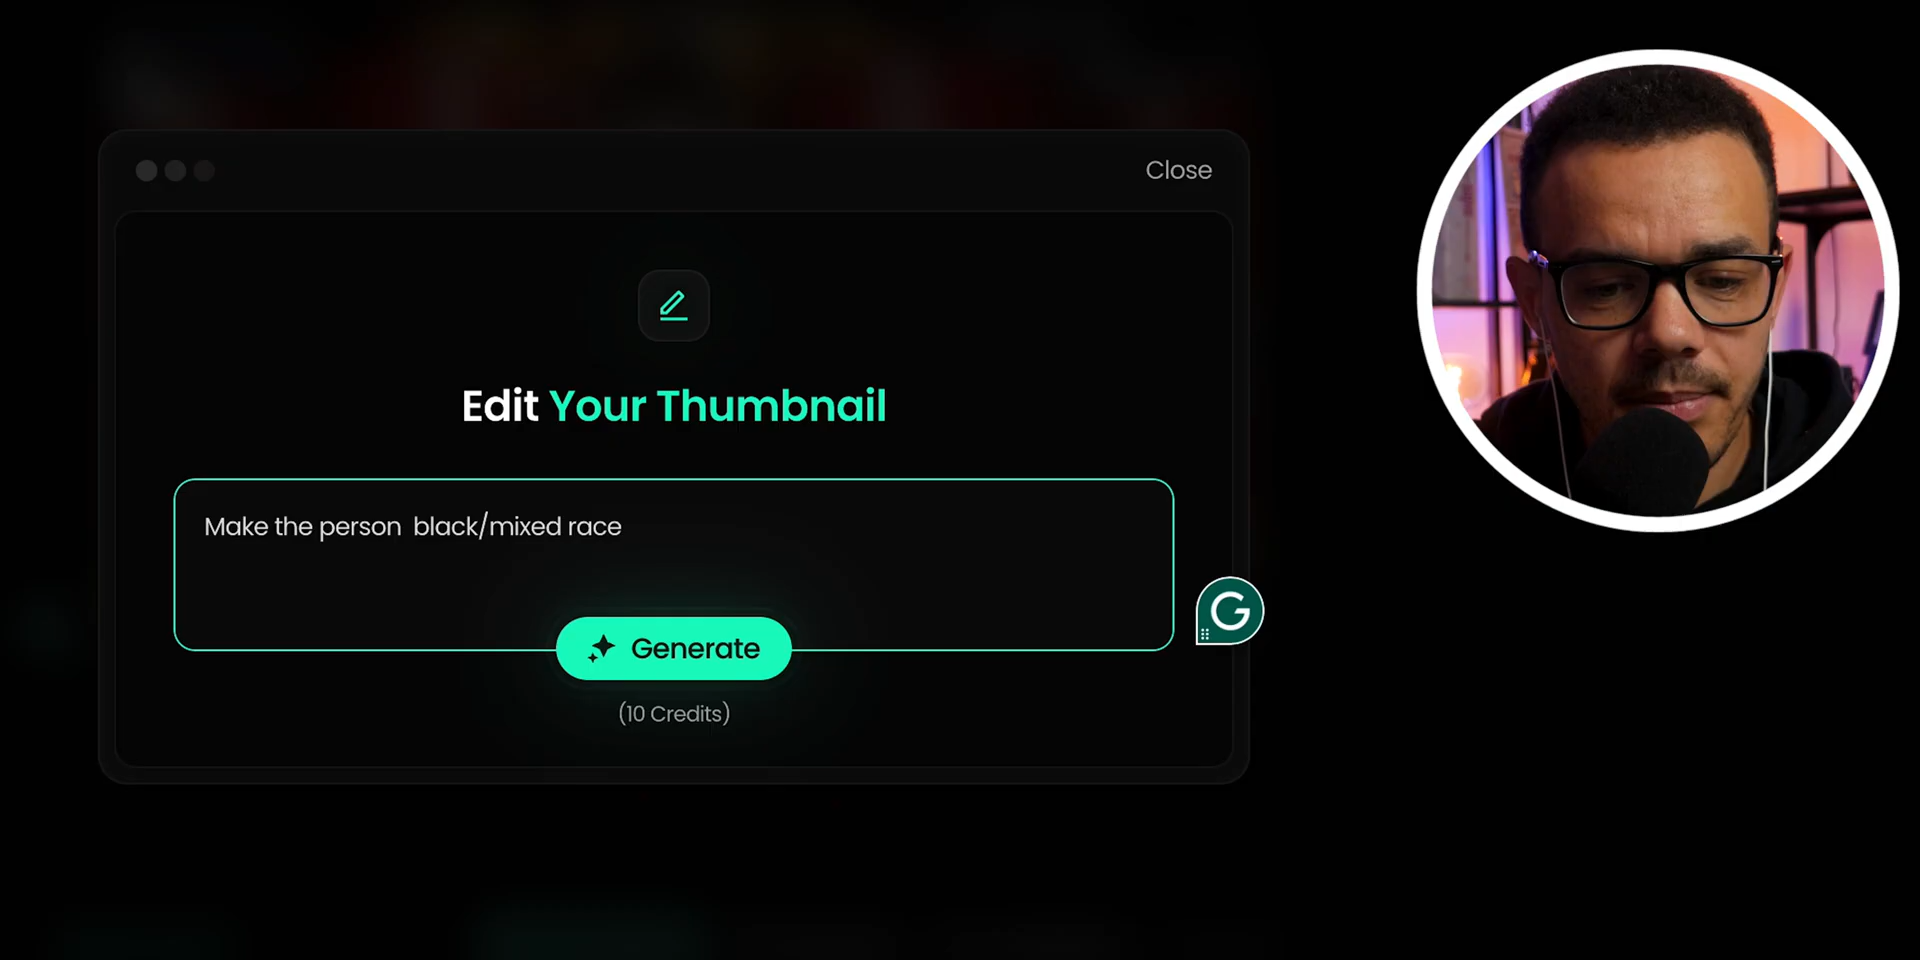 Close
Edit Your Thumbnail
Make the person  black/mixed race
G
Generate
(10 Credits)